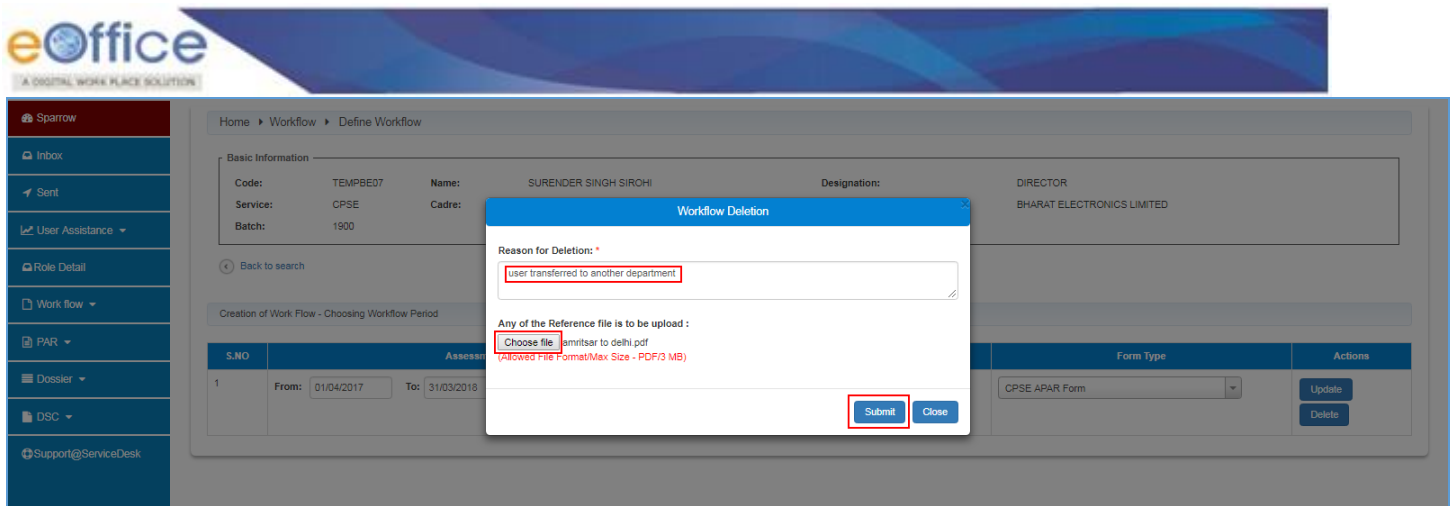 eOffice
A DIGITAL WORK PLACE SOLUTION
Sparrow
Inbox
Sent
User Assistance
Role Detail
Work flow
PAR
Dossier
DSC
Support@ServiceDesk
Home Workflow Define Workflow
Basic Information
Code: TEMPBE07 Name: SURENDER SINGH SIROHI Designation: DIRECTOR
Service: CPSE Cadre: BHARAT ELECTRONICS LIMITED
Batch: 1900
Back to search
Creation of Work Flow - Choosing Workflow Period
S.NO Assessm Form Type Actions
1 From: 01/04/2017 To: 31/03/2018 CPSE APAR Form Update
Delete
Workflow Deletion x
Reason for Deletion: *
user transferred to another department
Any of the Reference file is to be upload :
Choose file amritsar to delhi.pdf
(Allowed File Format/Max Size - PDF/3 MB)
Submit Close